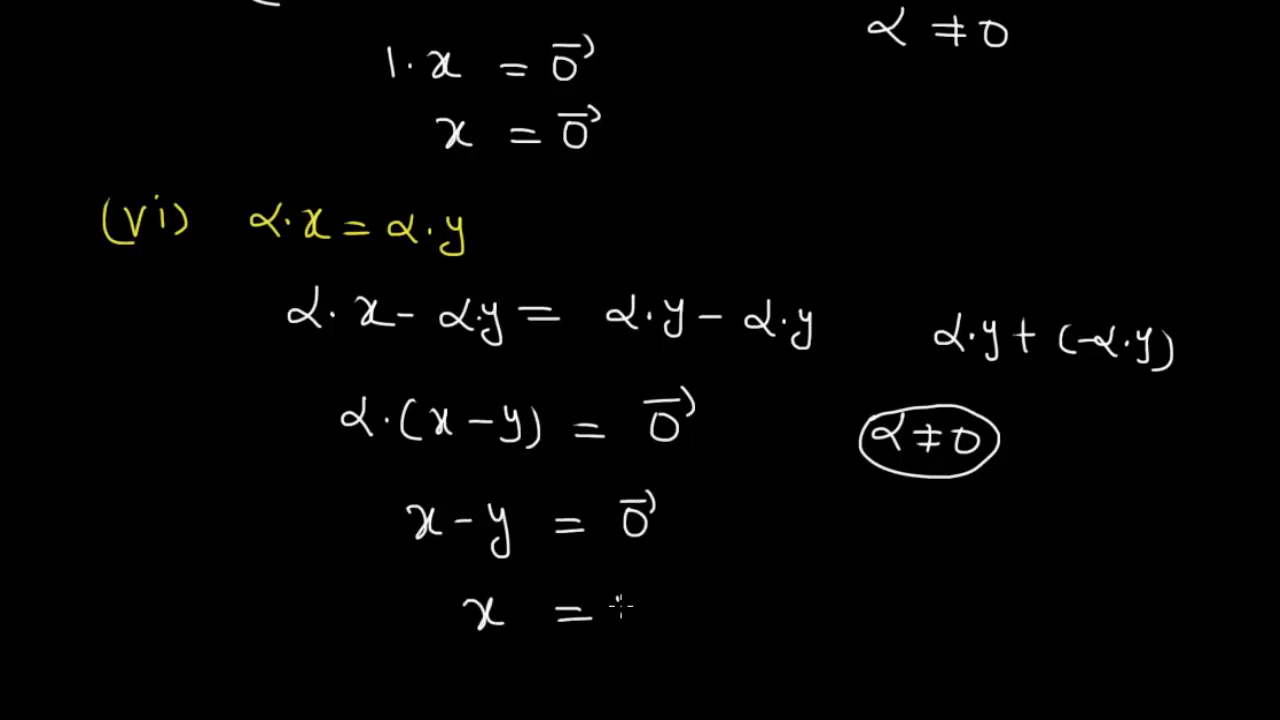 α ≠ 0
1·x = 0⃗
x = 0⃗
(vi) α·x = α·y
α·x − α·y = α·y − α·y
α·y + (−α·y)
α·(x − y) = 0⃗
α ≠ 0
x − y = 0⃗
x =